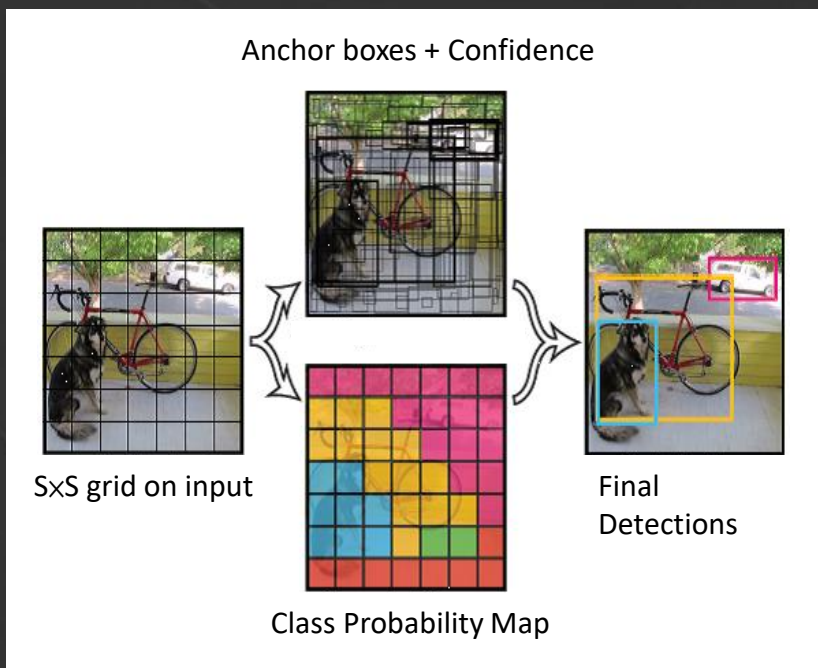 Anchor boxes + Confidence
S×S grid on input
Final
Detections
Class Probability Map